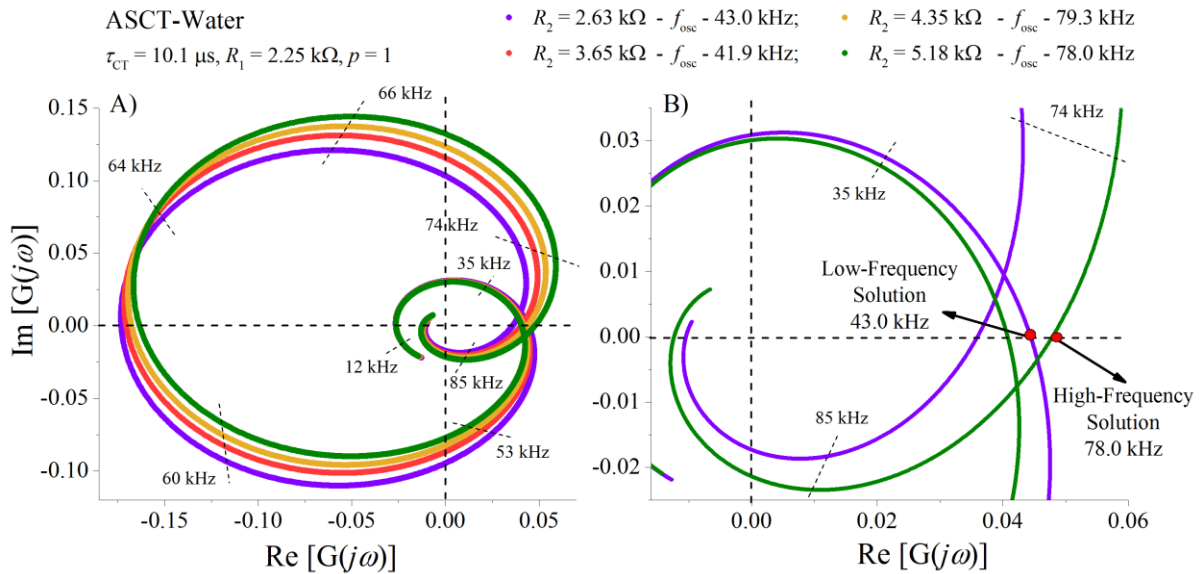 ASCT-Water
τCT = 10.1 µs, R1 = 2.25 kΩ, p = 1
R2 = 2.63 kΩ - fosc - 43.0 kHz;
R2 = 3.65 kΩ - fosc - 41.9 kHz;
R2 = 4.35 kΩ - fosc - 79.3 kHz
R2 = 5.18 kΩ - fosc - 78.0 kHz
A)
Im [G(jω)]
0.15
0.10
0.05
0.00
-0.05
-0.10
66 kHz
64 kHz
74 kHz
35 kHz
12 kHz
85 kHz
60 kHz
53 kHz
-0.15
-0.10
-0.05
0.00
0.05
Re [G(jω)]
B)
0.03
0.02
0.01
0.00
-0.01
-0.02
74 kHz
35 kHz
Low-Frequency
Solution
43.0 kHz
High-Frequency
Solution
78.0 kHz
85 kHz
0.00
0.02
0.04
0.06
Re [G(jω)]